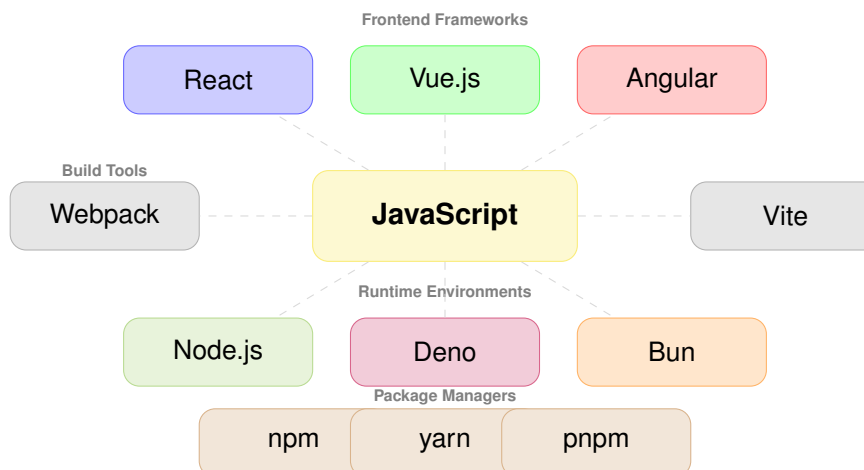 Frontend Frameworks
React
Vue.js
Angular
Build Tools
Webpack
JavaScript
Vite
Runtime Environments
Node.js
Deno
Bun
Package Managers
npm
yarn
pnpm